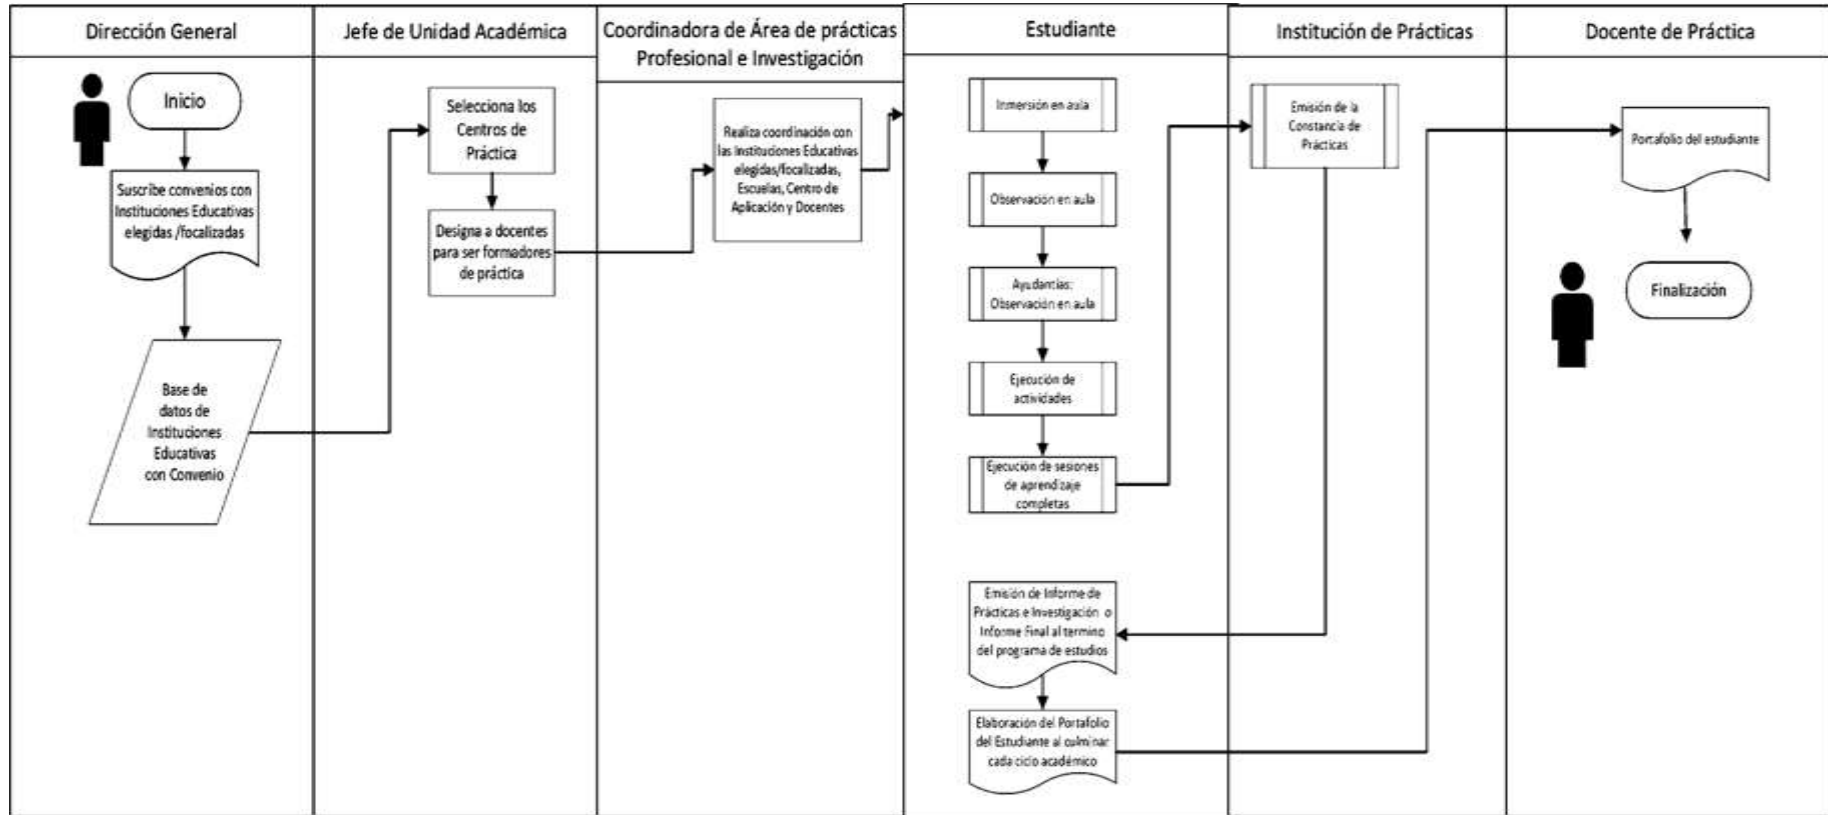 Dirección General
Jefe de Unidad Académica
Coordinadora de Área de prácticas
Profesional e Investigación
Estudiante
Institución de Prácticas
Docente de Práctica
Inicio
Suscribe convenios con
Instituciones Educativas
elegidas /focalizadas
Base de
datos de
Instituciones
Educativas
con Convenio
Selecciona los
Centros de
Práctica
Designa a docentes
para ser formadores
de práctica
Realiza coordinación con
las Instituciones Educativas
elegidas/focalizadas,
Escuelas, Centro de
Aplicación y Docentes
Inmersión en aula
Observación en aula
Ayudantías:
Observación en aula
Ejecución de
actividades
Ejecución de sesiones
de aprendizaje
completas
Emisión de Informe de
Prácticas e Investigación o
Informe Final al termino
del programa de estudios
Elaboración del Portafolio
del Estudiante al culminar
cada ciclo académico
Emisión de la
Constancia de
Prácticas
Portafolio del estudiante
Finalización